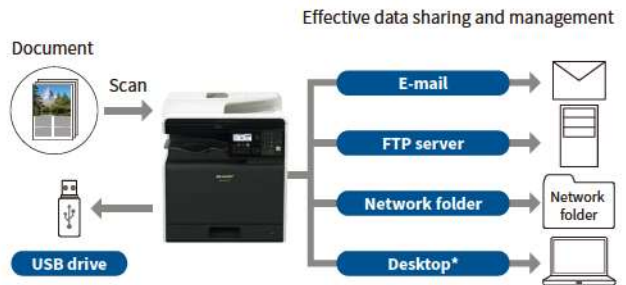 Effective data sharing and management
Document
Scan
E-mail
FTP server
Network folder
Network
folder
Desktop*
USB drive